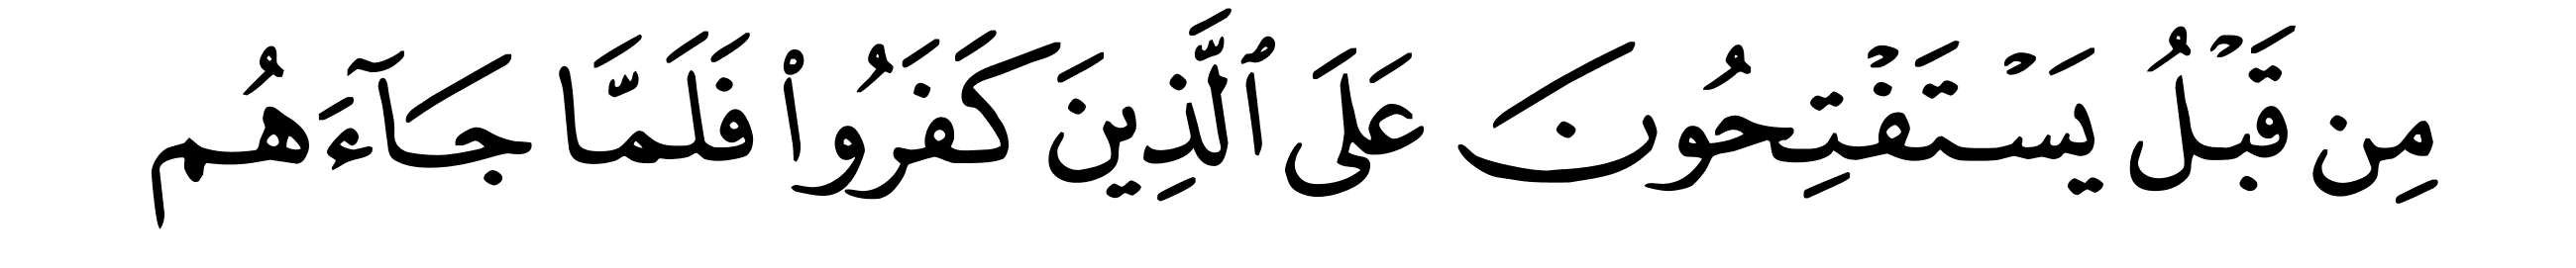 مِن قَبۡلُ يَسۡتَفۡتِحُونَ عَلَى ٱلَّذِينَ كَفَرُواْ فَلَمَّا جَآءَهُم